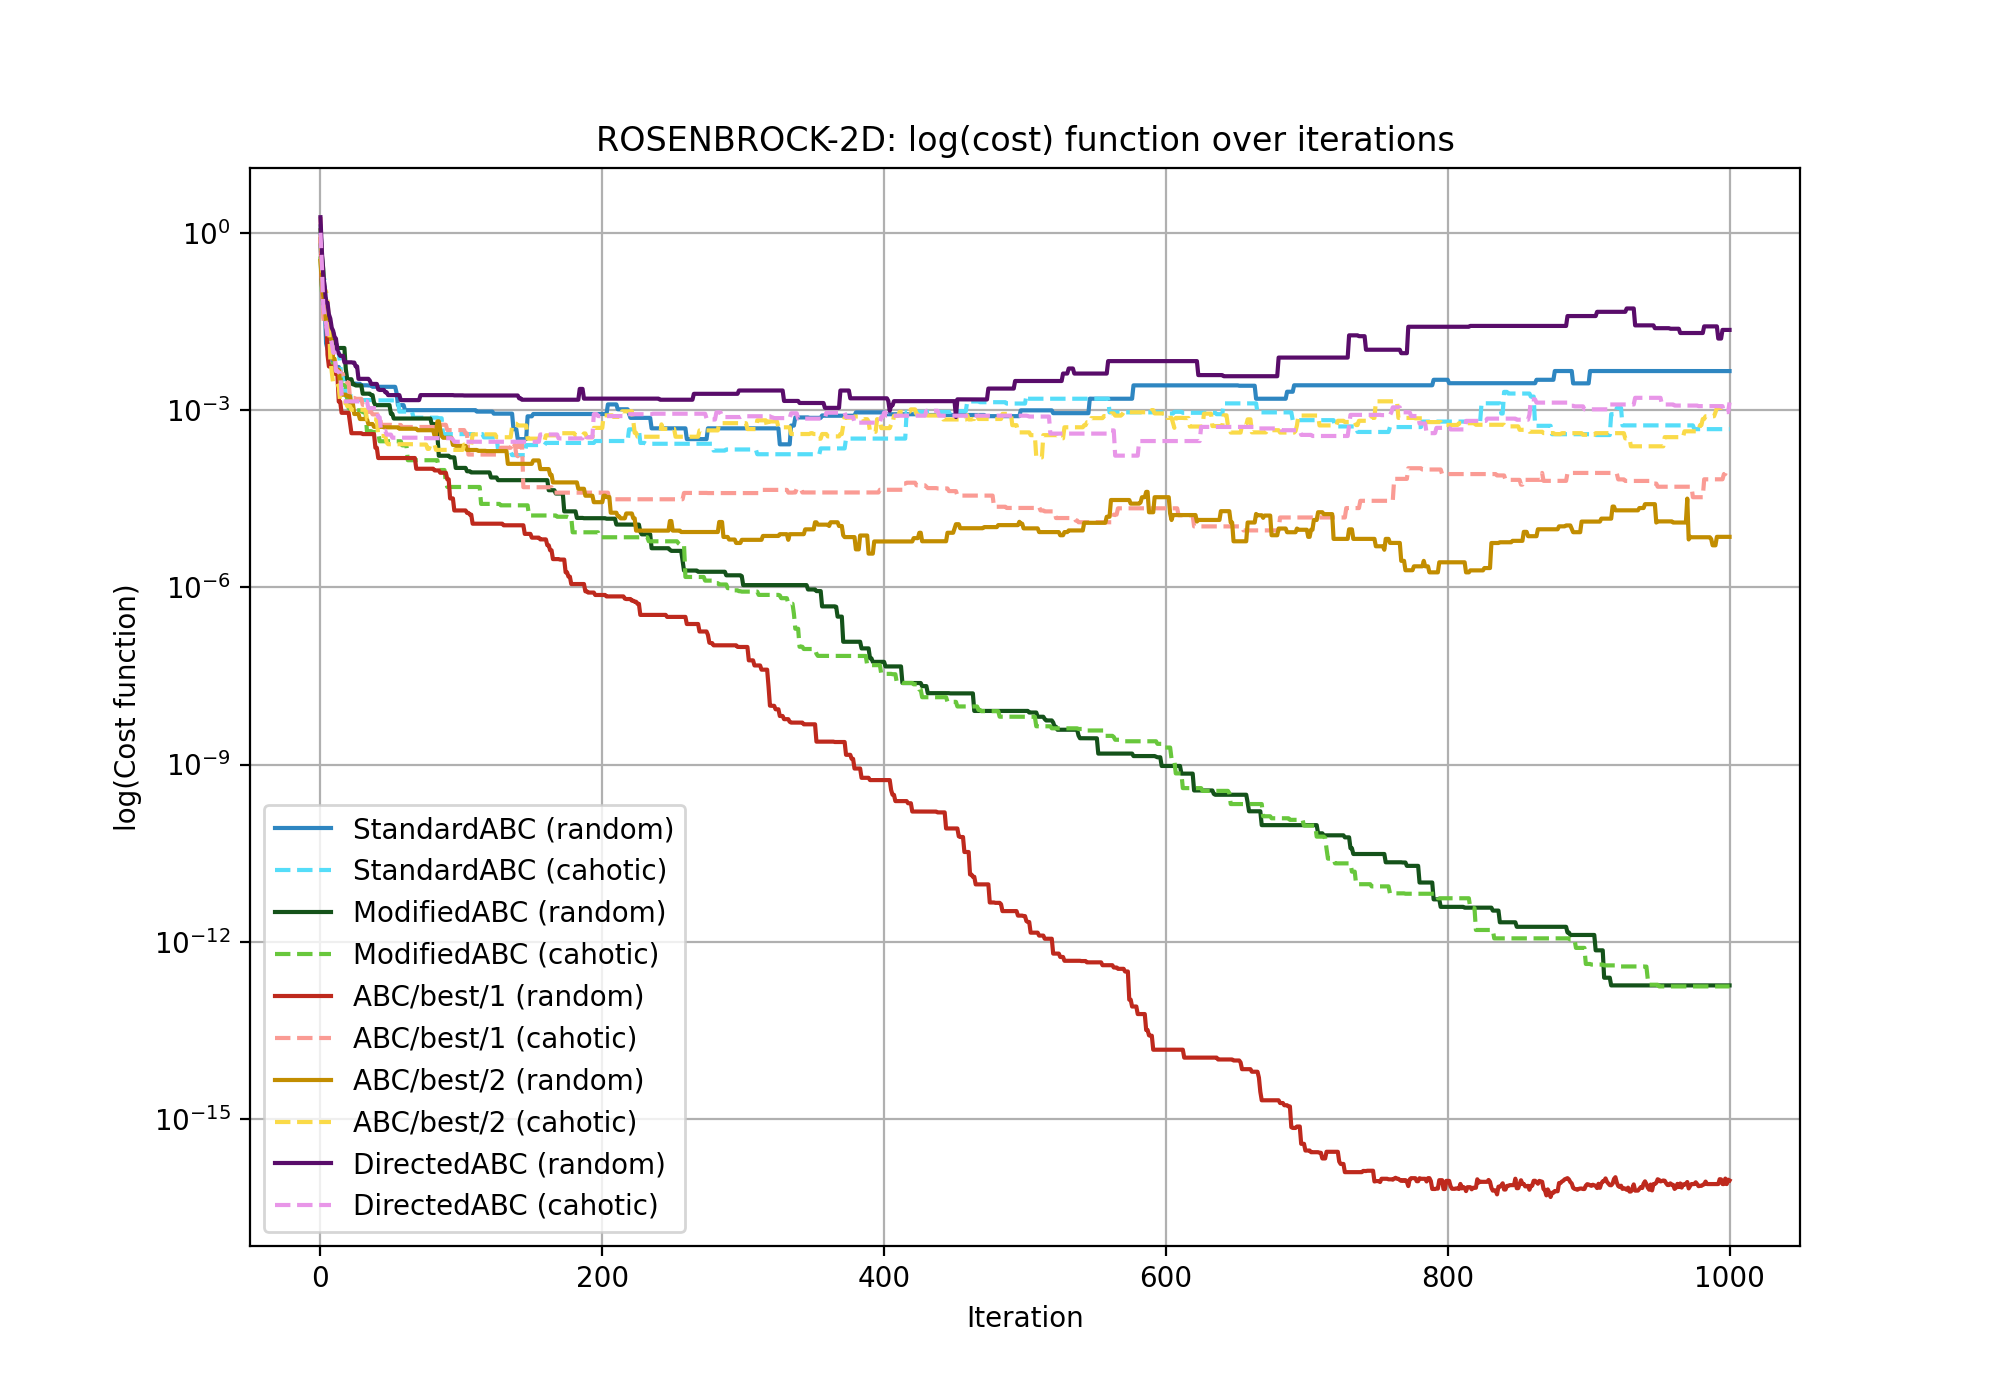 ROSENBROCK-2D: log(cost) function over iterations
log(Cost function)
10⁰
10⁻³
10⁻⁶
10⁻⁹
10⁻¹²
10⁻¹⁵
StandardABC (random)
StandardABC (cahotic)
ModifiedABC (random)
ModifiedABC (cahotic)
ABC/best/1 (random)
ABC/best/1 (cahotic)
ABC/best/2 (random)
ABC/best/2 (cahotic)
DirectedABC (random)
DirectedABC (cahotic)
0 200 400 600 800 1000
Iteration